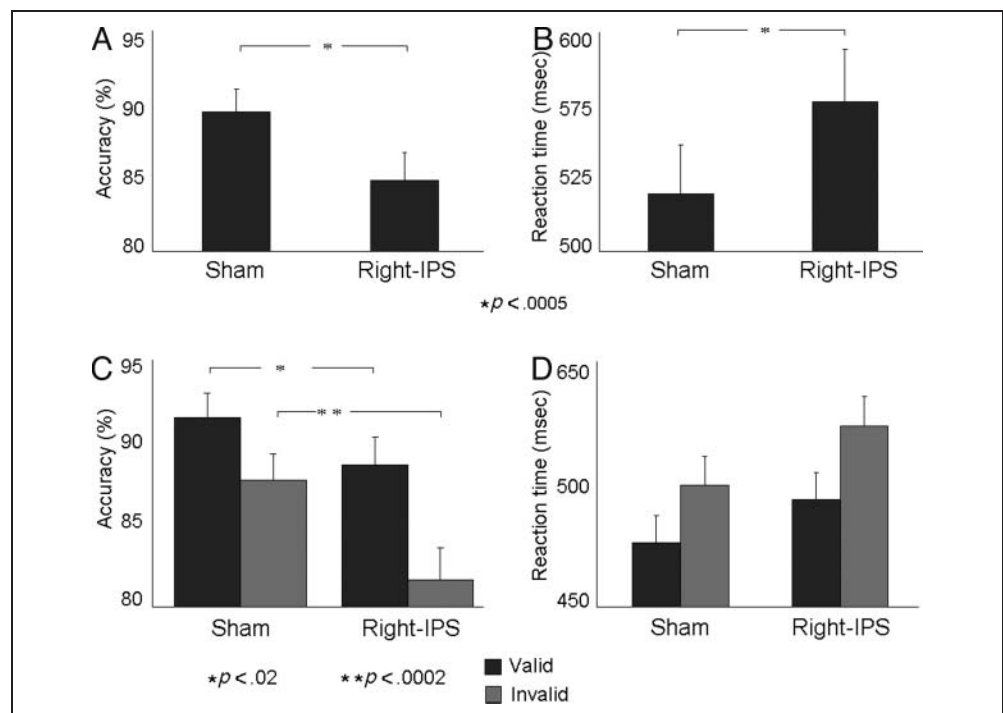 A
95
90
85
80
Accuracy (%)
*
Sham
Right-IPS
B
600
575
525
500
Reaction time (msec)
*
Sham
Right-IPS
*p < .0005
C
95
90
85
80
Accuracy (%)
*
**
Sham
Right-IPS
*p < .02
**p < .0002
D
650
500
450
Reaction time (msec)
Sham
Right-IPS
Valid
Invalid